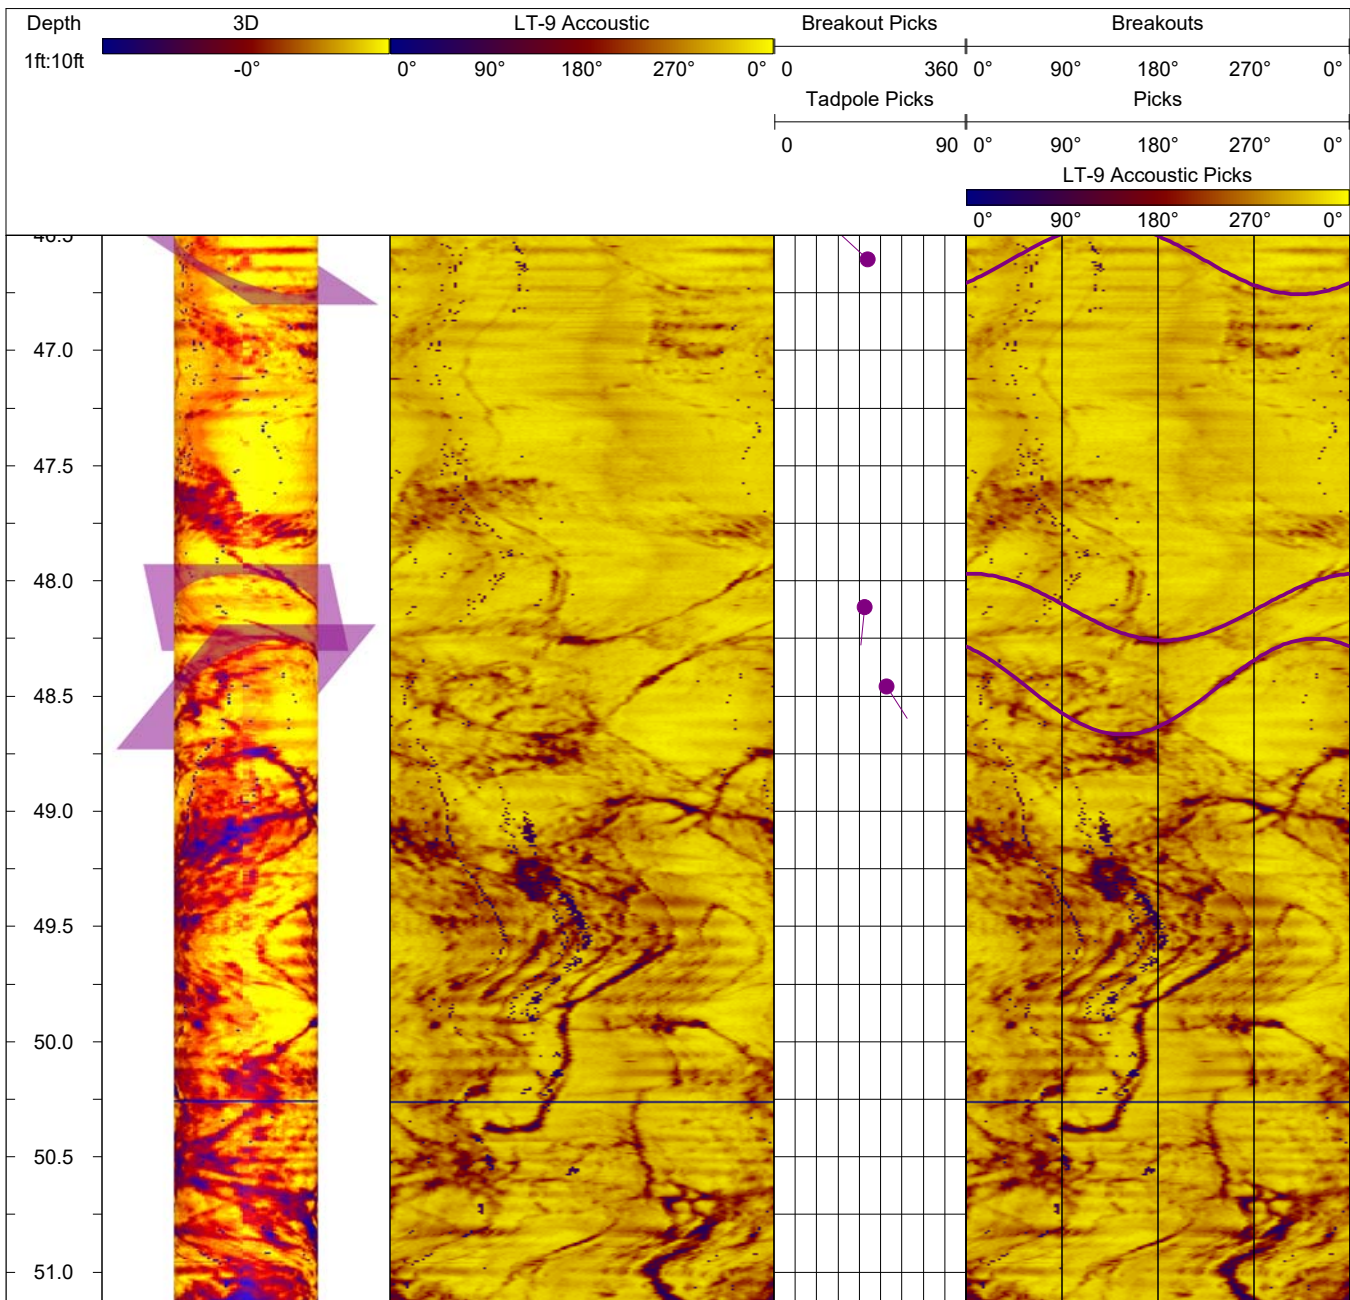 Depth 3D LT-9 Accoustic Breakout Picks Breakouts
1ft:10ft -0° 0° 90° 180° 270° 0° 0 360 0° 90° 180° 270° 0°
Tadpole Picks Picks
0 90 0° 90° 180° 270° 0°
LT-9 Accoustic Picks
0° 90° 180° 270° 0°
47.0
47.5
48.0
48.5
49.0
49.5
50.0
50.5
51.0